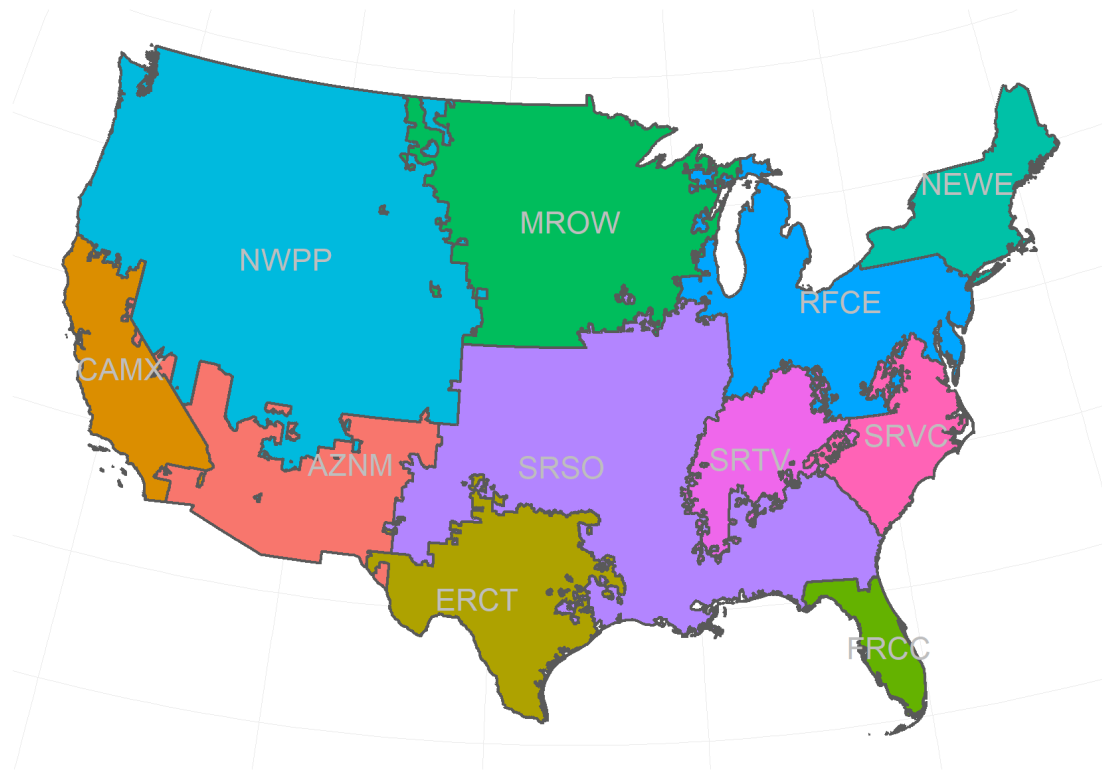 NEWE
MROW
NWPP
RFCE
CAMX
SRVC
SRTV
AZNM
SRSO
ERCT
FRCC